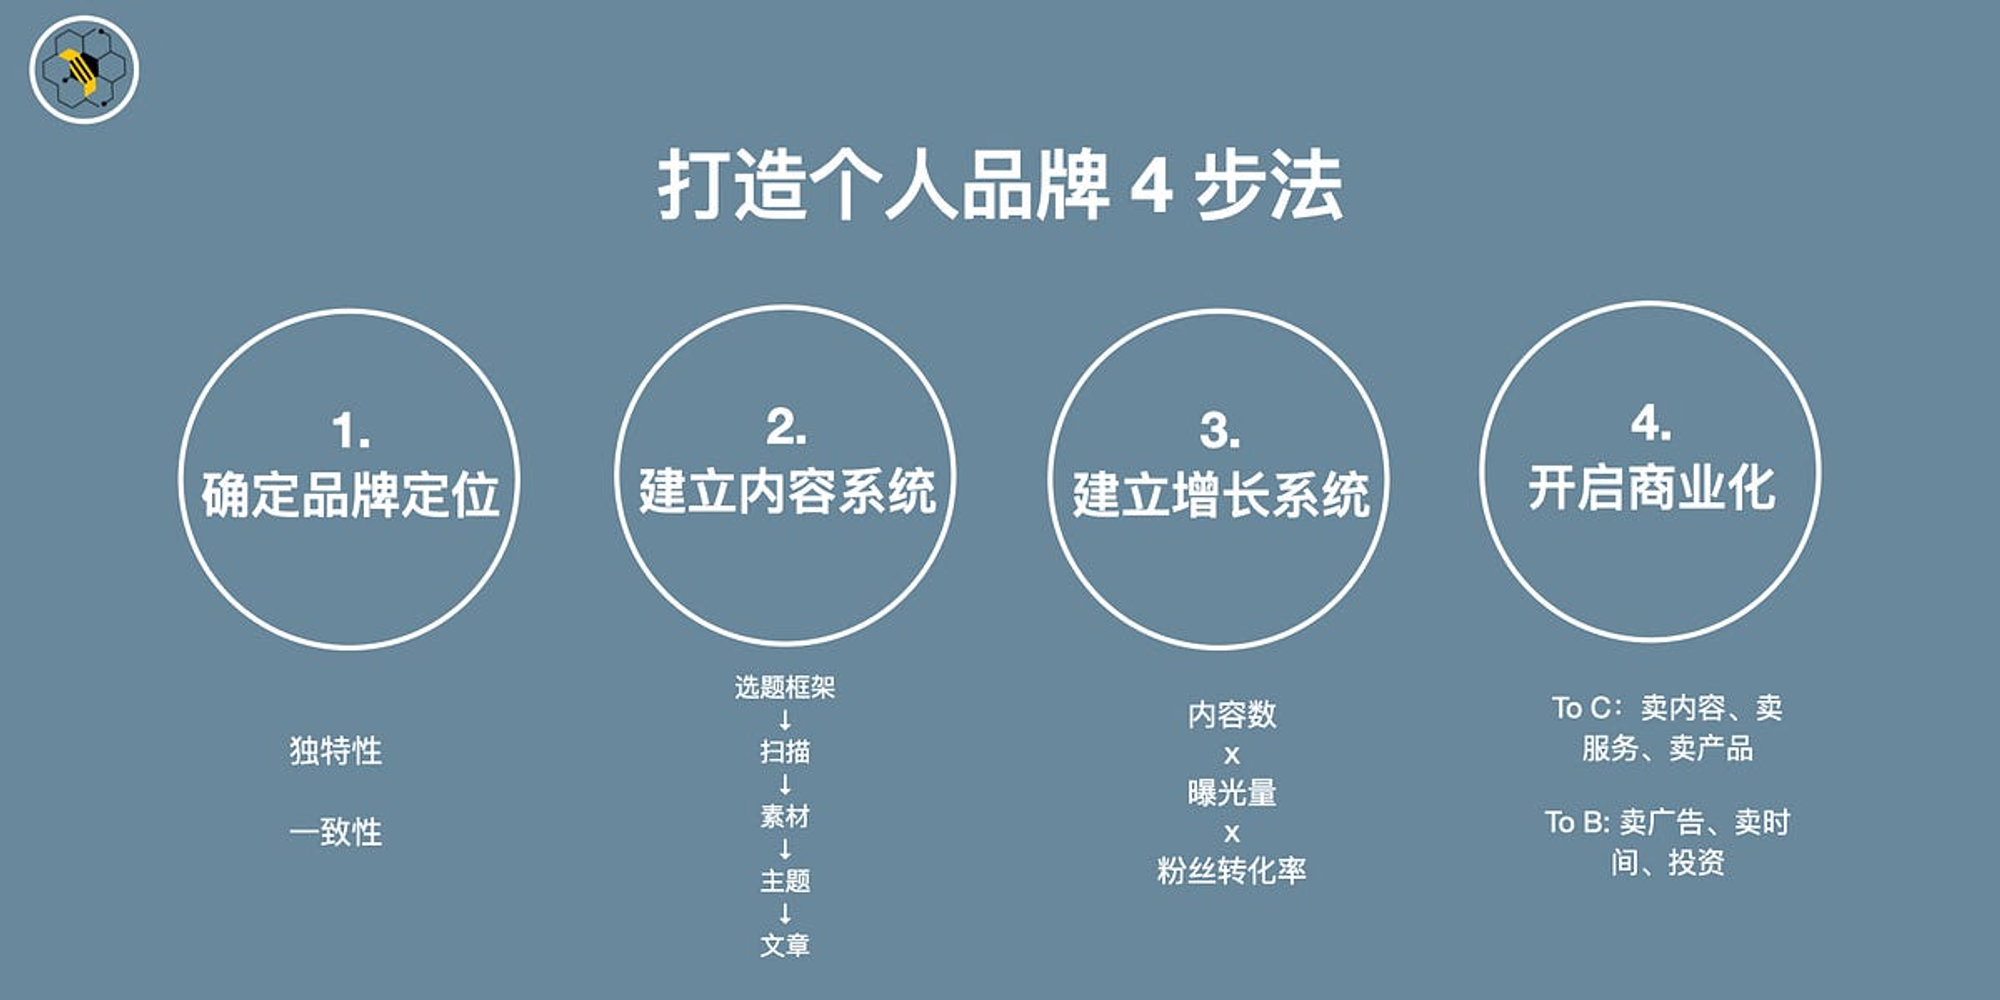 打造个人品牌 4 步法
1.
确定品牌定位
独特性
一致性
2.
建立内容系统
选题框架
↓
扫描
↓
素材
↓
主题
↓
文章
3.
建立增长系统
内容数
x
曝光量
x
粉丝转化率
4.
开启商业化
To C：卖内容、卖
服务、卖产品
To B: 卖广告、卖时
间、投资